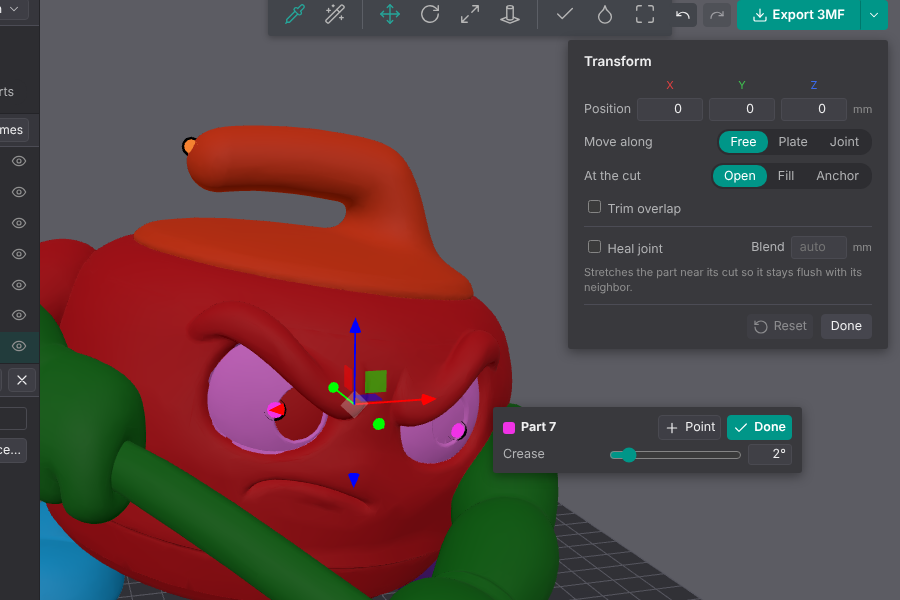 Export 3MF
Transform
X Y Z
Position 0 0 0 mm
Move along Free Plate Joint
At the cut Open Fill Anchor
Trim overlap
Heal joint Blend auto mm
Stretches the part near its cut so it stays flush with its
neighbor.
Reset Done
rts
mes
Part 7 Point Done
Crease 2°
ce...